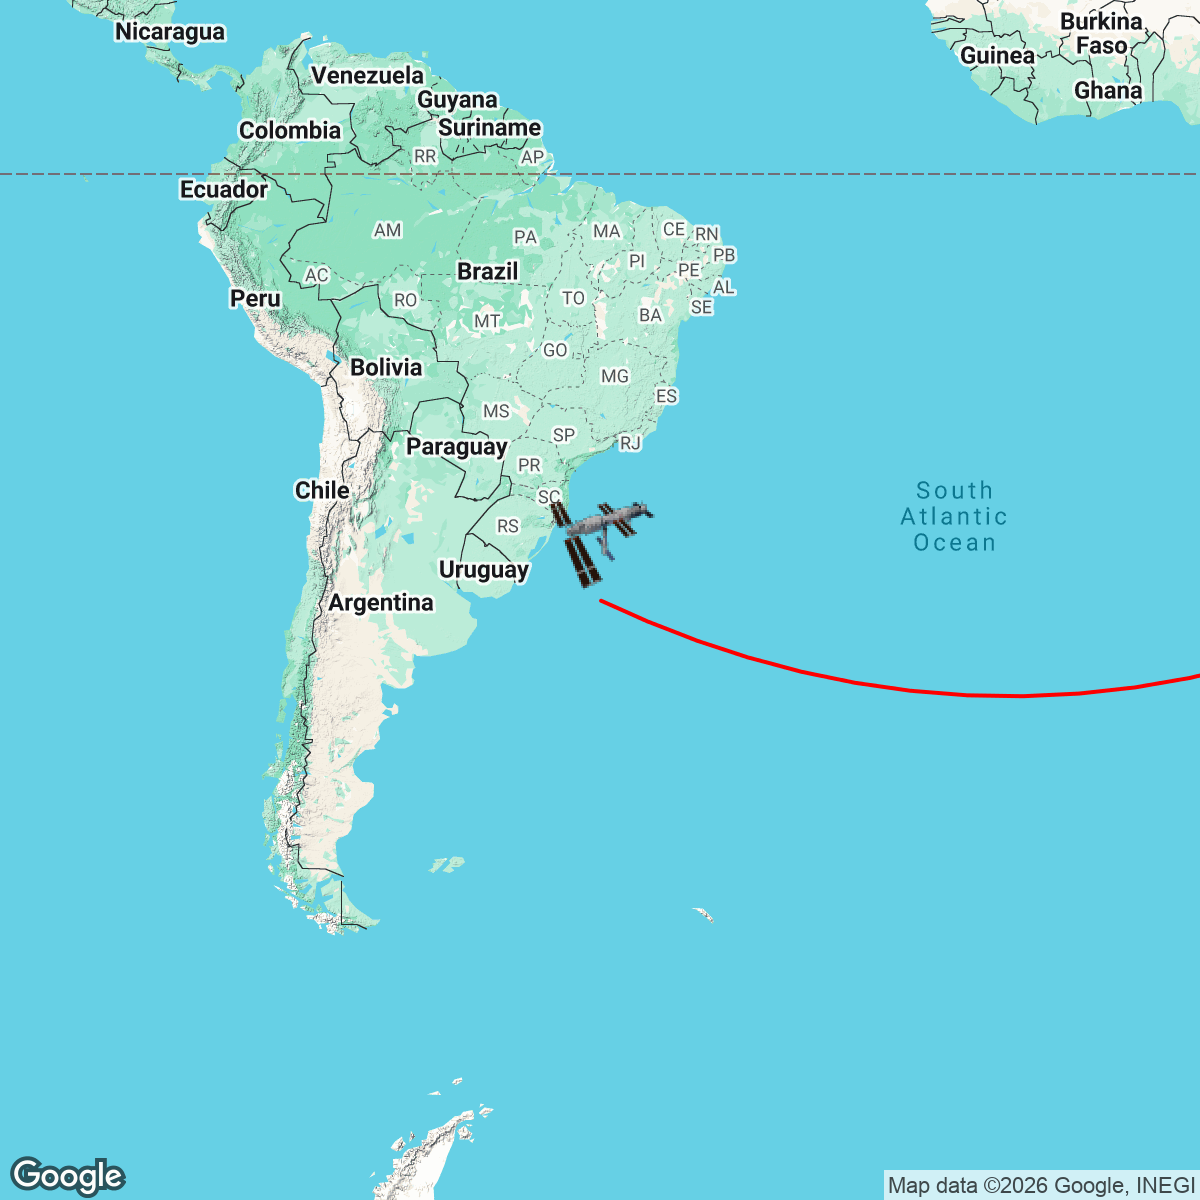 Nicaragua
Burkina
Faso
Guinea
Venezuela
Ghana
Guyana
Colombia
Suriname
RR
AP
Ecuador
AM
PA
MA
CE
RN
PB
PI
PE
AC
Brazil
AL
Peru
RO
TO
SE
MT
BA
GO
Bolivia
MG
ES
MS
SP
RJ
Paraguay
PR
Chile
SC
South
Atlantic
Ocean
RS
Uruguay
Argentina
Google
Map data ©2026 Google, INEGI